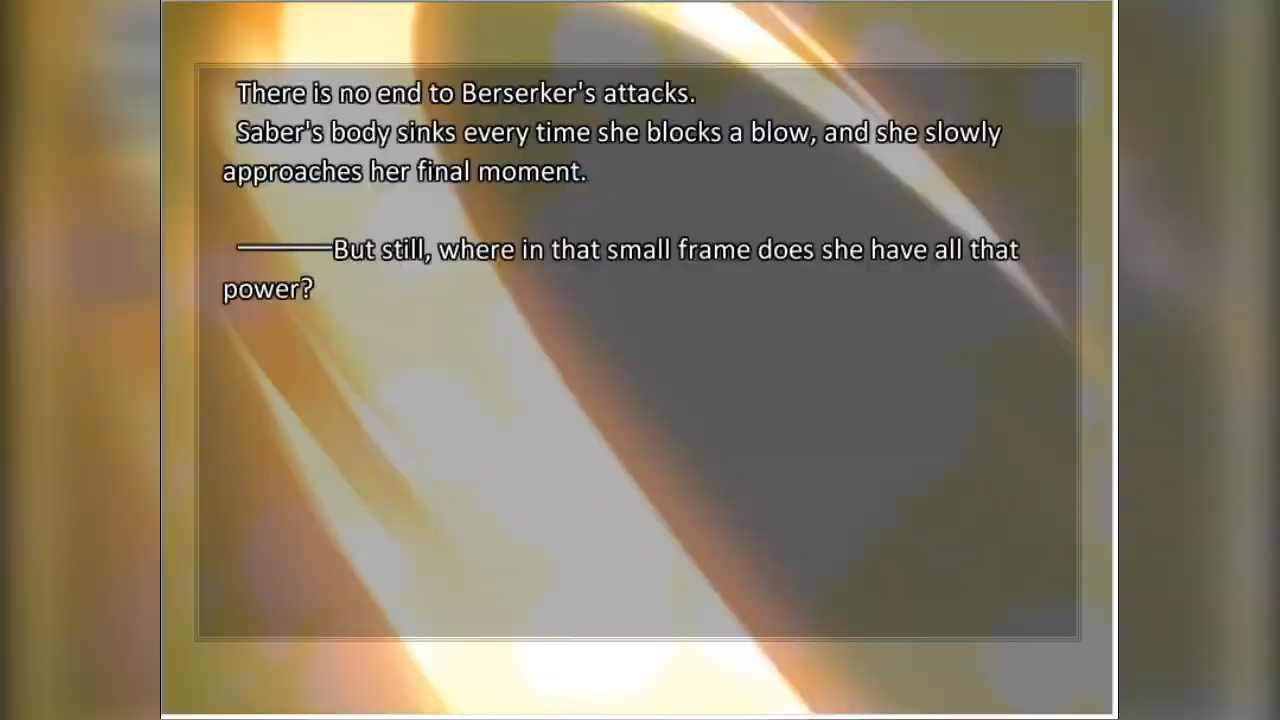 There is no end to Berserker's attacks.
Saber's body sinks every time she blocks a blow, and she slowly
approaches her final moment.
————But still, where in that small frame does she have all that
power?